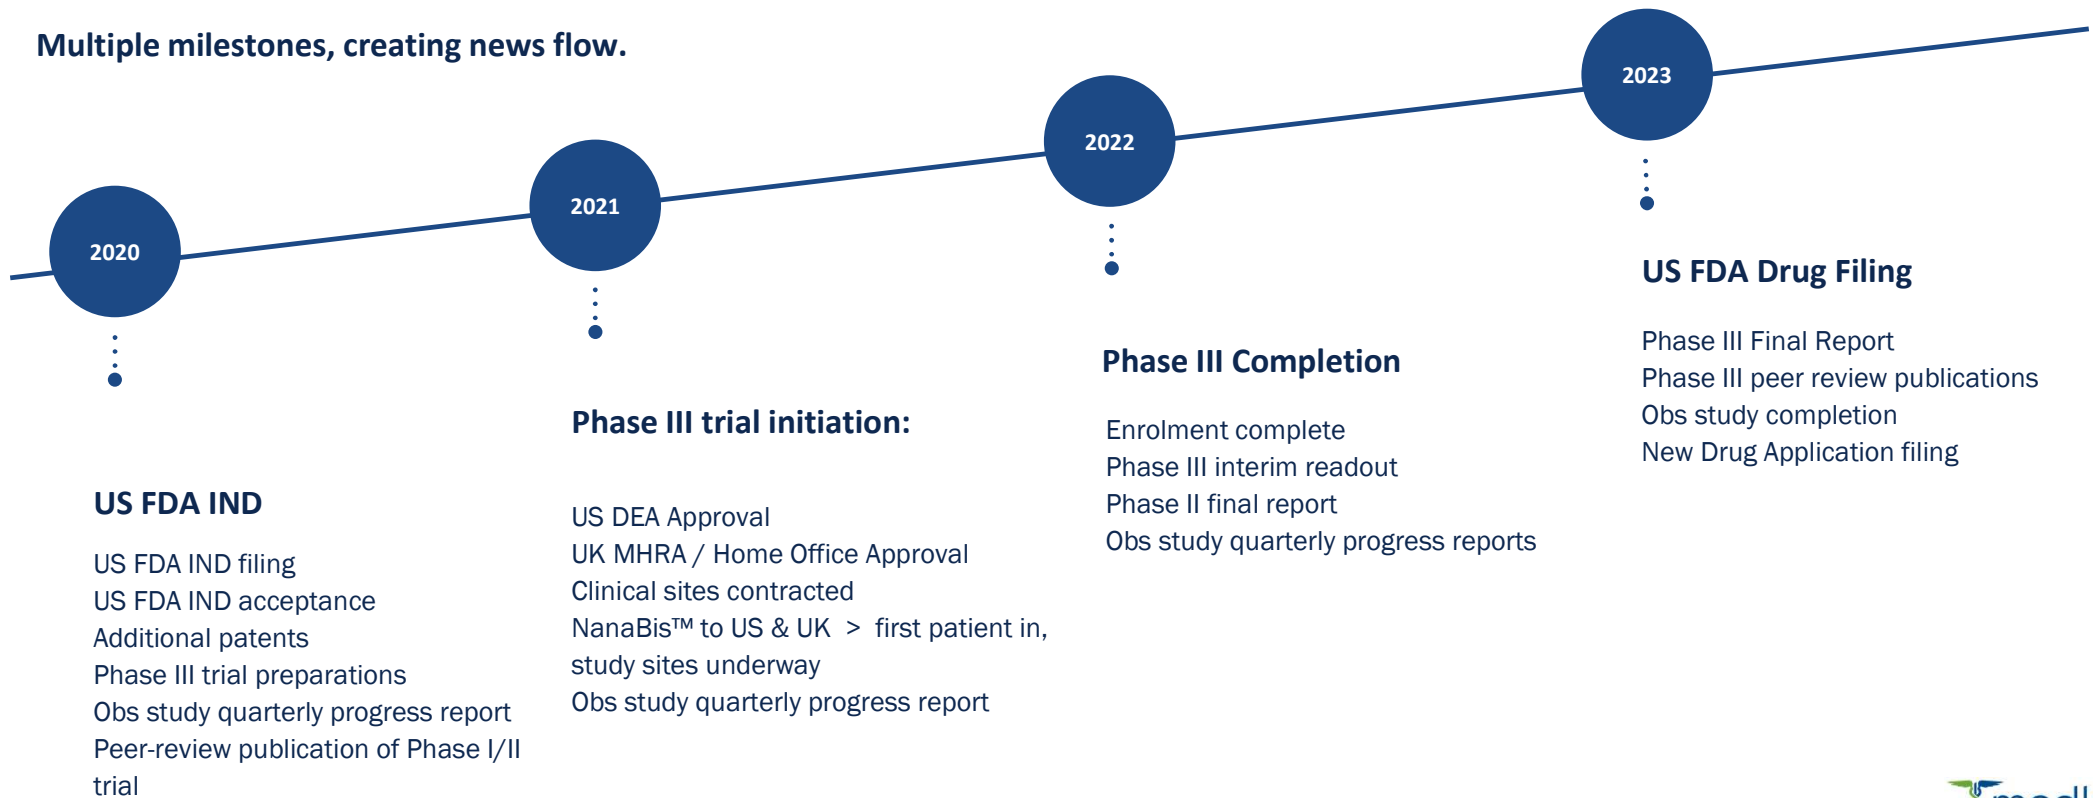 Multiple milestones, creating news flow.
2020
2021
2022
2023
US FDA IND
US FDA IND filing
US FDA IND acceptance
Additional patents
Phase III trial preparations
Obs study quarterly progress report
Peer-review publication of Phase I/II
trial
Phase III trial initiation:
US DEA Approval
UK MHRA / Home Office Approval
Clinical sites contracted
NanaBis™ to US & UK > first patient in,
study sites underway
Obs study quarterly progress report
Phase III Completion
Enrolment complete
Phase III interim readout
Phase II final report
Obs study quarterly progress reports
US FDA Drug Filing
Phase III Final Report
Phase III peer review publications
Obs study completion
New Drug Application filing